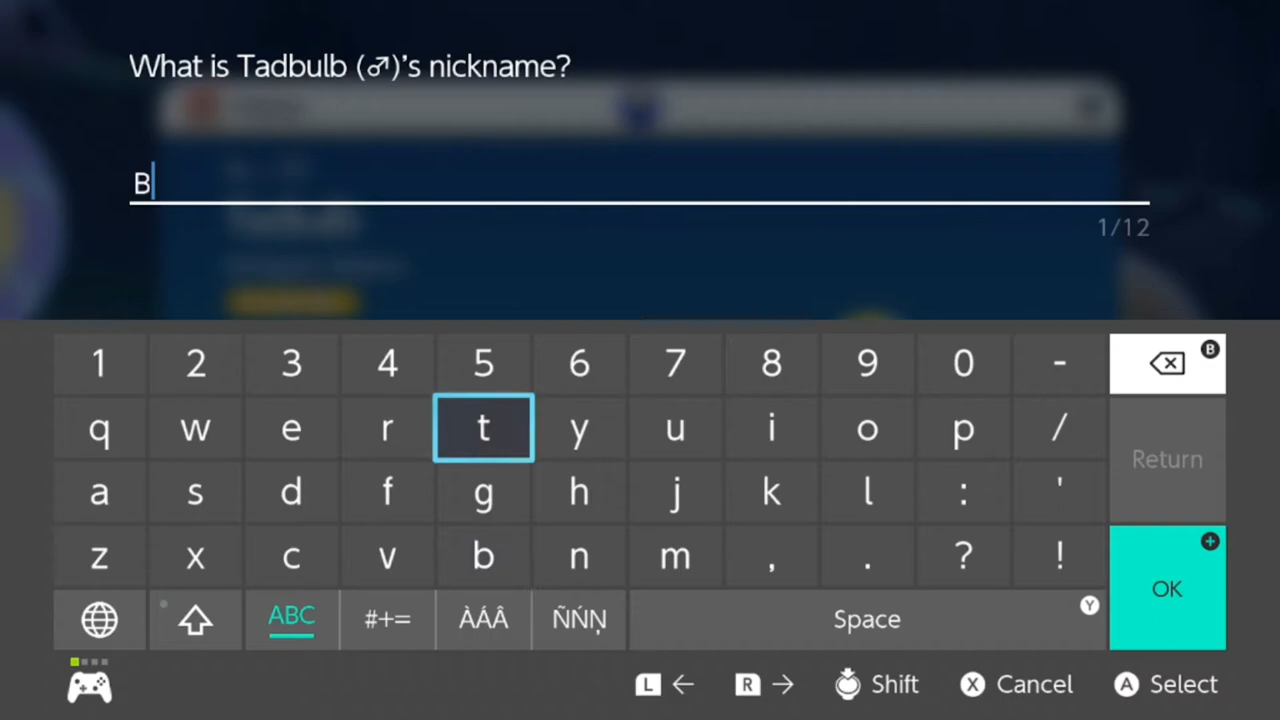 What is Tadbulb (♂)'s nickname?
B
1/12
1 2 3 4 5 6 7 8 9 0 - B
q w e r t y u i o p /
Return
a s d f g h j k l : '
z x c v b n m , . ? ! +
OK
ABC #+= ÀÁÂ ÑŃŅ Space Y
L ← R → Shift X Cancel A Select